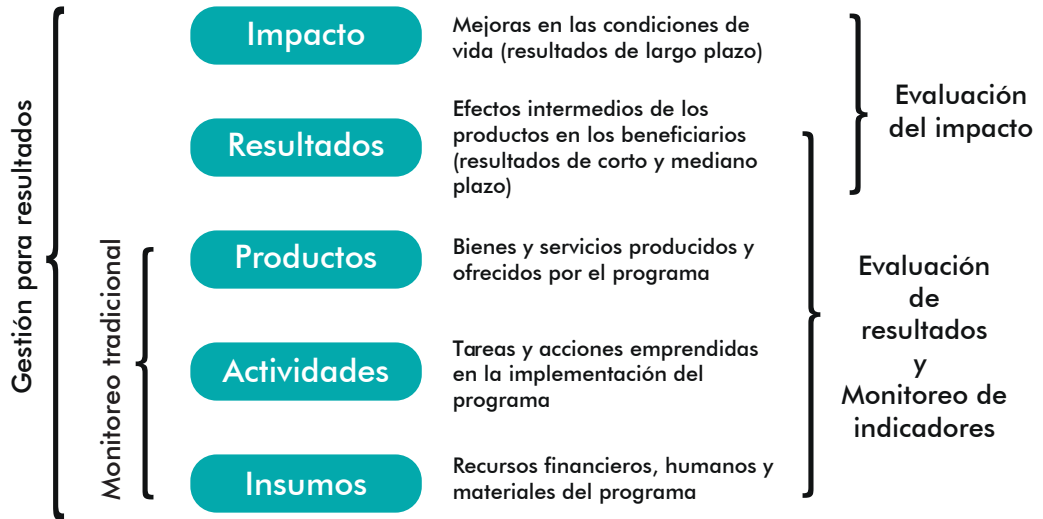 Gestión para resultados
Monitoreo tradicional
Impacto
Mejoras en las condiciones de
vida (resultados de largo plazo)
Resultados
Efectos intermedios de los
productos en los beneficiarios
(resultados de corto y mediano
plazo)
Productos
Bienes y servicios producidos y
ofrecidos por el programa
Actividades
Tareas y acciones emprendidas
en la implementación del
programa
Insumos
Recursos financieros, humanos y
materiales del programa
Evaluación
del impacto
Evaluación
de
resultados
y
Monitoreo de
indicadores